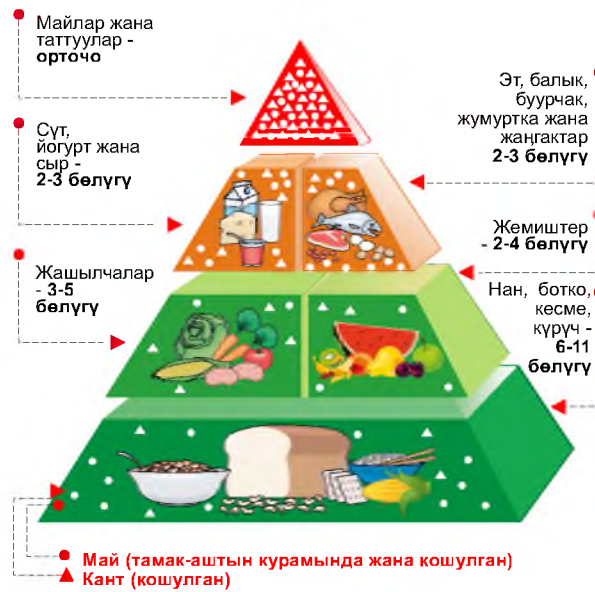 Майлар жана
таттуулар -
орточо
Сүт,
йогурт жана
сыр -
2-3 бөлүгү
Жашылчалар
- 3-5
бөлүгү
Эт, балык,
буурчак,
жумуртка жана
жаңгактар
2-3 бөлүгү
Жемиштер
- 2-4 бөлүгү
Нан, ботко,
кесме,
күрүч -
6-11
бөлүгү
Май (тамак-аштын курамында жана кошулган)
Кант (кошулган)